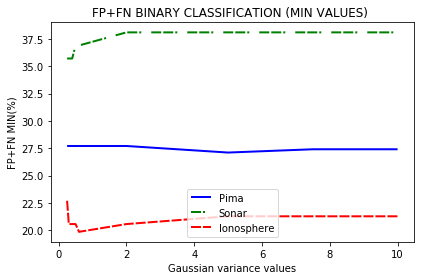 FP+FN BINARY CLASSIFICATION (MIN VALUES)
FP+FN MIN(%)
37.5
35.0
32.5
30.0
27.5
25.0
22.5
20.0
Pima
Sonar
Ionosphere
0
2
4
6
8
10
Gaussian variance values